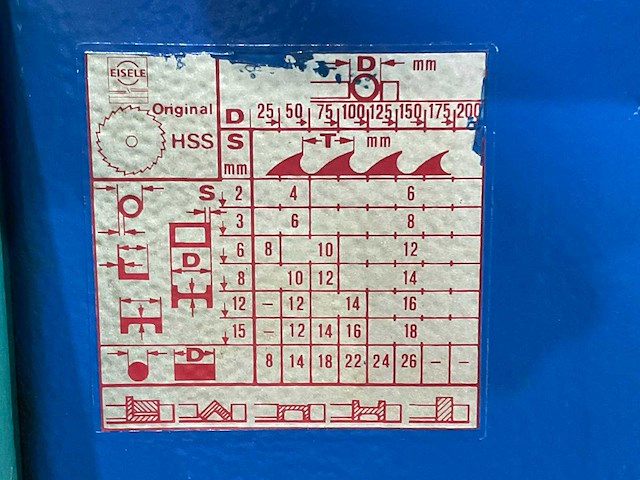 EISELE
Original
HSS
D mm
D 25 50 75 100 125 150 175 200
S mm
T mm
S 2 4 6
3 6 8
6 8 10 12
D
8 10 12 14
12 – 12 14 16
15 – 12 14 16 18
D 8 14 18 22 24 26 – –